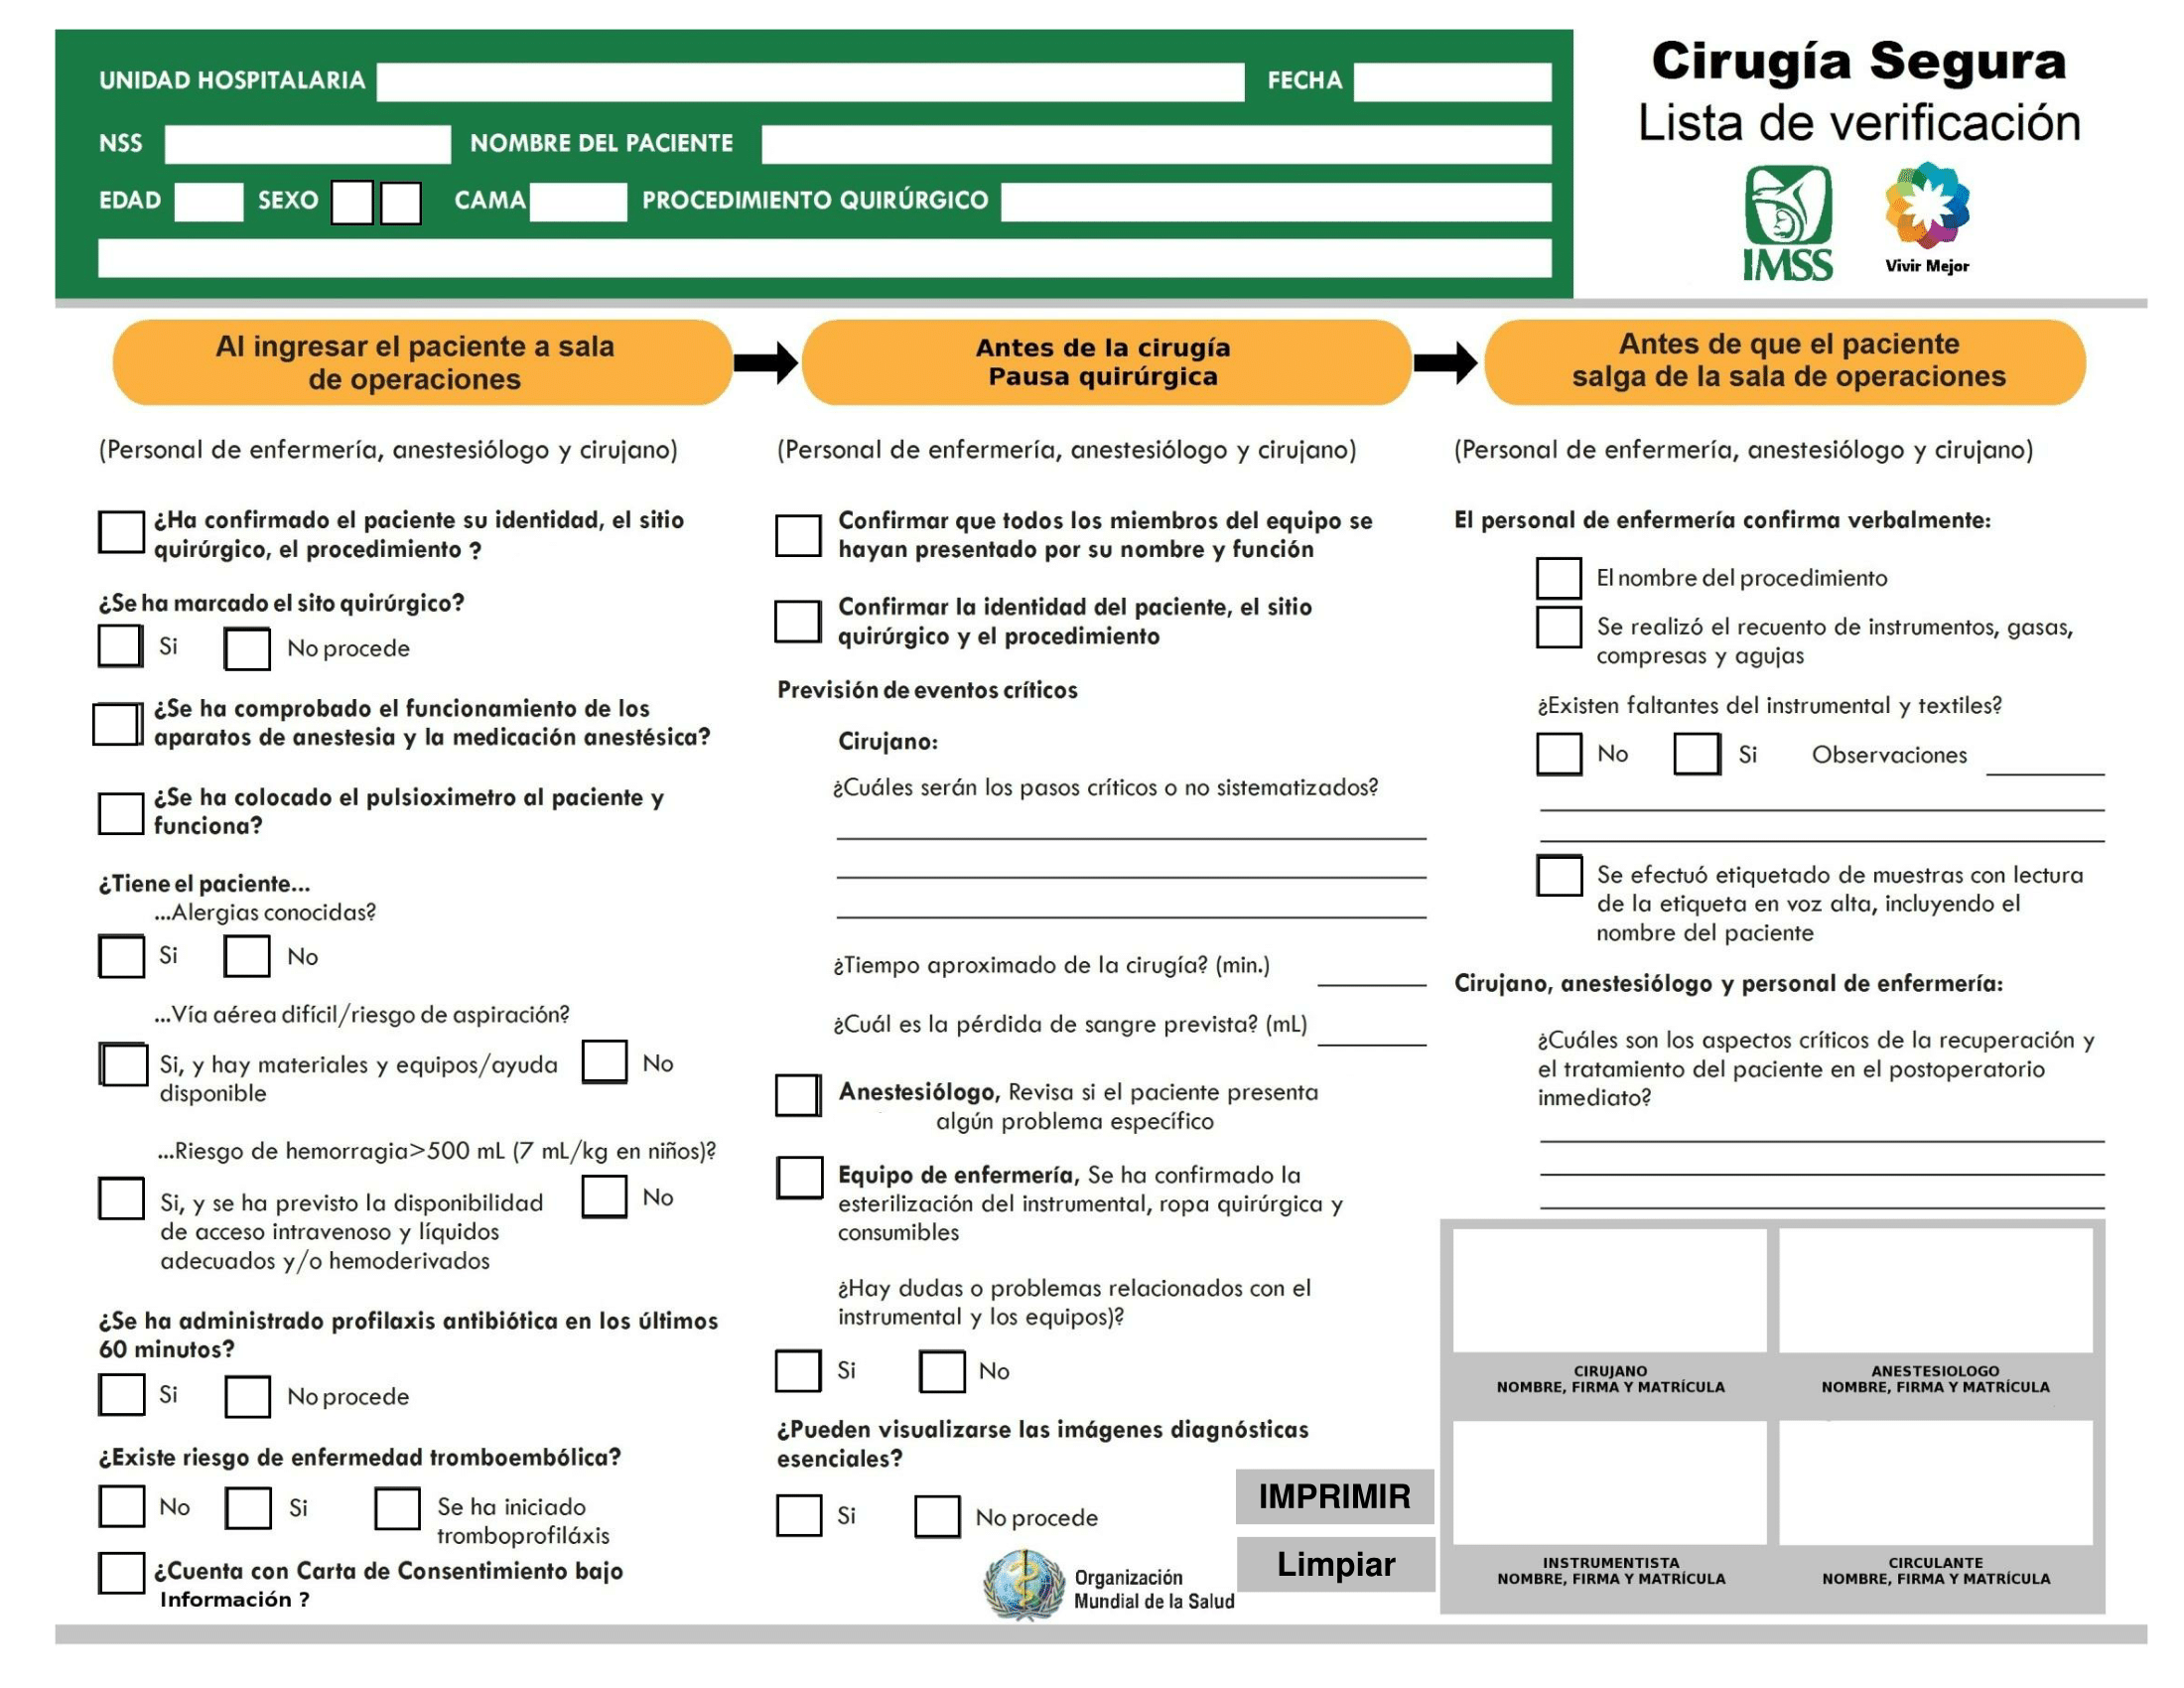 UNIDAD HOSPITALARIA FECHA
NSS NOMBRE DEL PACIENTE
EDAD SEXO CAMA PROCEDIMIENTO QUIRÚRGICO
Cirugía Segura
Lista de verificación
IMSS
Vivir Mejor
Al ingresar el paciente a sala
de operaciones
(Personal de enfermería, anestesiólogo y cirujano)
¿Ha confirmado el paciente su identidad, el sitio
quirúrgico, el procedimiento ?
¿Se ha marcado el sito quirúrgico?
Si No procede
¿Se ha comprobado el funcionamiento de los
aparatos de anestesia y la medicación anestésica?
¿Se ha colocado el pulsioximetro al paciente y
funciona?
¿Tiene el paciente...
...Alergias conocidas?
Si No
...Vía aérea difícil/riesgo de aspiración?
Si, y hay materiales y equipos/ayuda No
disponible
...Riesgo de hemorragia>500 mL (7 mL/kg en niños)?
Si, y se ha previsto la disponibilidad No
de acceso intravenoso y líquidos
adecuados y/o hemoderivados
¿Se ha administrado profilaxis antibiótica en los últimos
60 minutos?
Si No procede
¿Existe riesgo de enfermedad tromboembólica?
No Si Se ha iniciado
tromboprofiláxis
¿Cuenta con Carta de Consentimiento bajo
Información ?
Antes de la cirugía
Pausa quirúrgica
(Personal de enfermería, anestesiólogo y cirujano)
Confirmar que todos los miembros del equipo se
hayan presentado por su nombre y función
Confirmar la identidad del paciente, el sitio
quirúrgico y el procedimiento
Previsión de eventos críticos
Cirujano:
¿Cuáles serán los pasos críticos o no sistematizados?
¿Tiempo aproximado de la cirugía? (min.)
¿Cuál es la pérdida de sangre prevista? (mL)
Anestesiólogo, Revisa si el paciente presenta
algún problema específico
Equipo de enfermería, Se ha confirmado la
esterilización del instrumental, ropa quirúrgica y
consumibles
¿Hay dudas o problemas relacionados con el
instrumental y los equipos)?
Si No
¿Pueden visualizarse las imágenes diagnósticas
esenciales?
Si No procede
Organización
Mundial de la Salud
IMPRIMIR
Limpiar
Antes de que el paciente
salga de la sala de operaciones
(Personal de enfermería, anestesiólogo y cirujano)
El personal de enfermería confirma verbalmente:
El nombre del procedimiento
Se realizó el recuento de instrumentos, gasas,
compresas y agujas
¿Existen faltantes del instrumental y textiles?
No Si Observaciones
Se efectuó etiquetado de muestras con lectura
de la etiqueta en voz alta, incluyendo el
nombre del paciente
Cirujano, anestesiólogo y personal de enfermería:
¿Cuáles son los aspectos críticos de la recuperación y
el tratamiento del paciente en el postoperatorio
inmediato?
CIRUJANO
NOMBRE, FIRMA Y MATRÍCULA
ANESTESIOLOGO
NOMBRE, FIRMA Y MATRÍCULA
INSTRUMENTISTA
NOMBRE, FIRMA Y MATRÍCULA
CIRCULANTE
NOMBRE, FIRMA Y MATRÍCULA